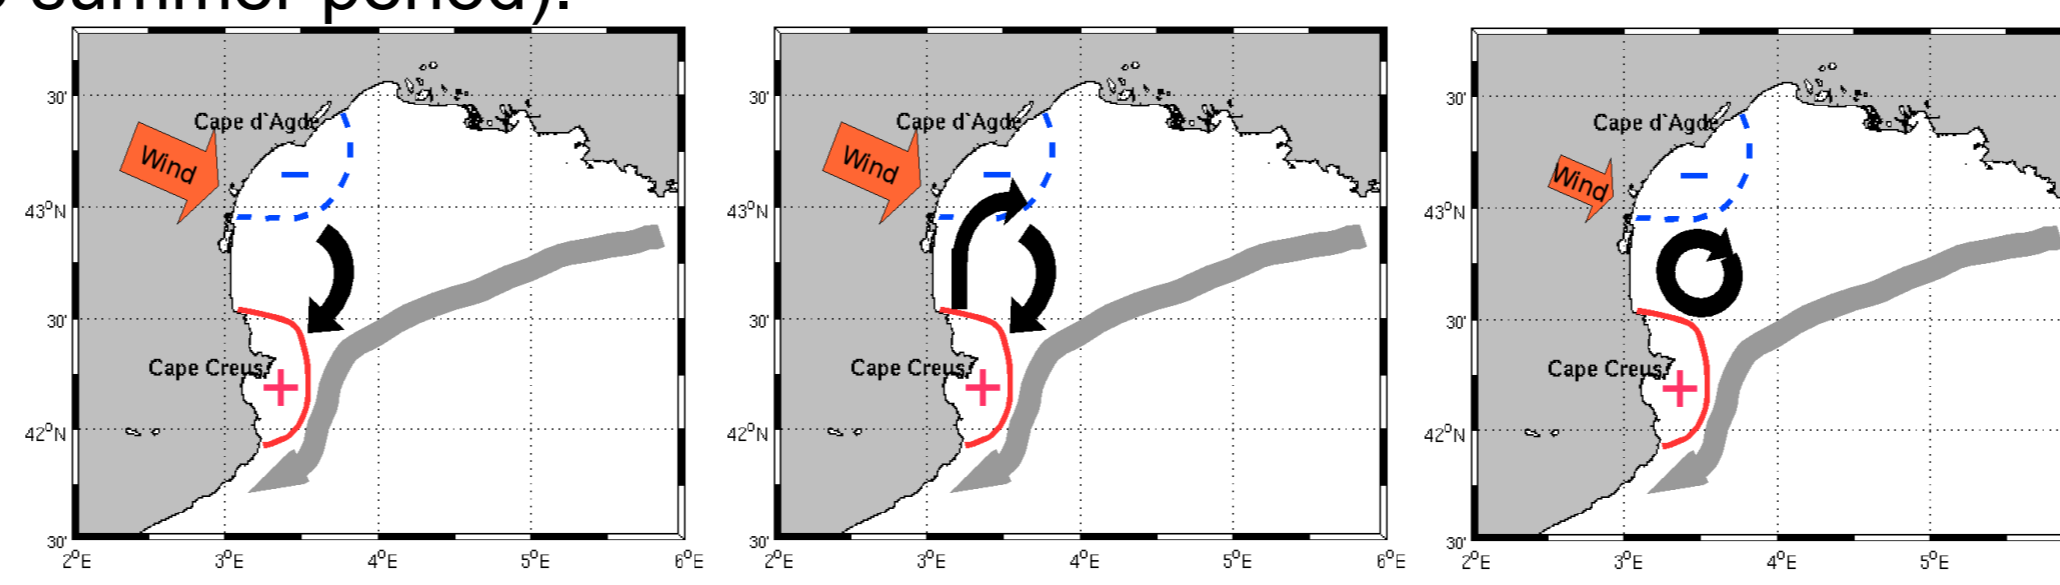 summer period).
30' Cape d`Agde
Wind
−
43°N
30'
Cape Creus
+
42°N
30'
2°E 3°E 4°E 5°E 6°E
30' Cape d`Agde
Wind
−
43°N
30'
Cape Creus
+
42°N
30'
2°E 3°E 4°E 5°E 6°E
30' Cape d`Agde
Wind
−
43°N
30'
Cape Creus
+
42°N
30'
2°E 3°E 4°E 5°E